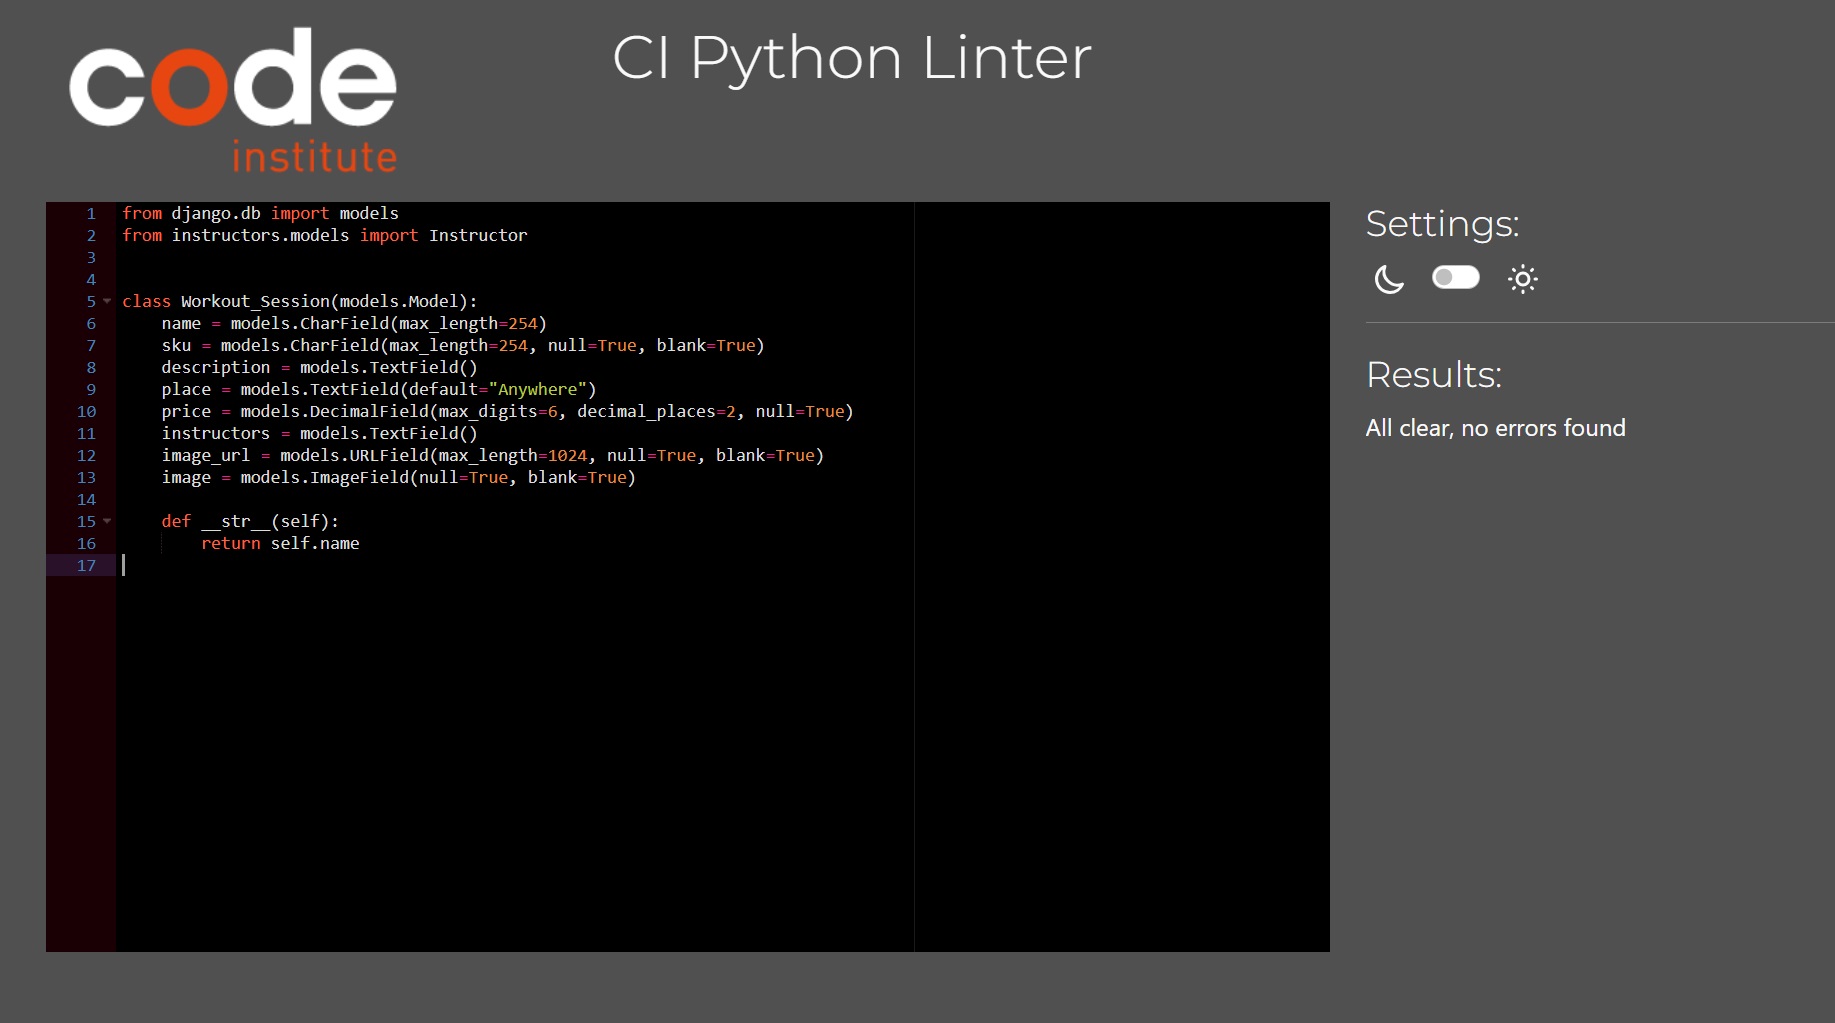 code
institute
CI Python Linter
1 from django.db import models
2 from instructors.models import Instructor
3
4
5 class Workout_Session(models.Model):
6     name = models.CharField(max_length=254)
7     sku = models.CharField(max_length=254, null=True, blank=True)
8     description = models.TextField()
9     place = models.TextField(default="Anywhere")
10     price = models.DecimalField(max_digits=6, decimal_places=2, null=True)
11     instructors = models.TextField()
12     image_url = models.URLField(max_length=1024, null=True, blank=True)
13     image = models.ImageField(null=True, blank=True)
14
15     def __str__(self):
16         return self.name
17
Settings:
Results:
All clear, no errors found